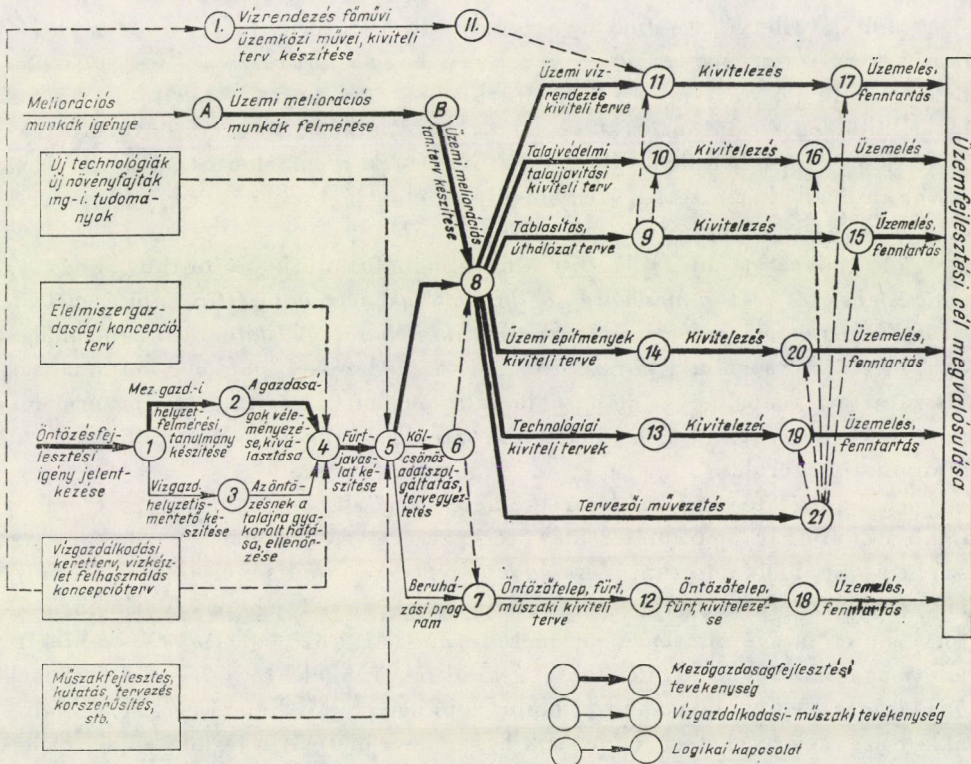 I.
Vízrendezés főművi
üzemközi művei, kiviteli
terv készítése
II.
Meliorációs
munkák igénye
A
Üzemi meliorációs
munkák felmérése
B
Üzemi meliorációs
tan.terv készítése
Új technológiák
új növényfajták
mg-i. tudomá-
nyok
Élelmiszergaz-
dasági koncepció
terv
Öntözésfej-
lesztési
igény jelent-
kezése
1
Mez.gazd.-i
helyzet-
felmérési,
tanulmány
készítése
2
A gazdasá-
gok vélemé-
nyezé-
se, kivá-
lasztása
Vízgazd.
helyzetis-
mertető ké-
szítése
3
Az öntö-
zésnek a
talajra gya-
korolt hatá-
sa, ellenőr-
zése
4
Fürt-
javas-
lat ké-
szítése
5
Köl-
csönös
adatszol-
gáltatás,
tervegyez-
tetés
6
Vízgazdálkodási
keretterv, vízkész-
let felhasználás
koncepcióterv
Műszakfejlesztés,
kutatás, tervezés
korszerűsítés,
stb.
8
Üzemi víz-
rendezés
kiviteli terve
11
Kivitelezés
17
Üzemelés,
fenntartás
Talajvédelmi
talajjavítási
kiviteli terv
10
Kivitelezés
16
Üzemelés
Táblásítás,
úthálózat terve
9
Kivitelezés
15
Üzemelés,
fenntartás
Üzemi építmények
kiviteli terve
14
Kivitelezés
20
Üzemelés,
fenntartás
Technológiai
kiviteli tervek
13
Kivitelezés
19
Üzemelés,
fenntartás
Tervezői művezetés
21
Beruhá-
zási prog-
ram
7
Öntözőtelep, fürt,
műszaki kiviteli
terve
12
Öntözőtelep,
fürt, kiviteleze-
se
18
Üzemelés,
fenntartás
Üzemfejlesztési cél megvalósulása
Mezőgazdaságfejlesztési
tevékenység
Vízgazdálkodási-műszaki tevékenység
Logikai kapcsolat